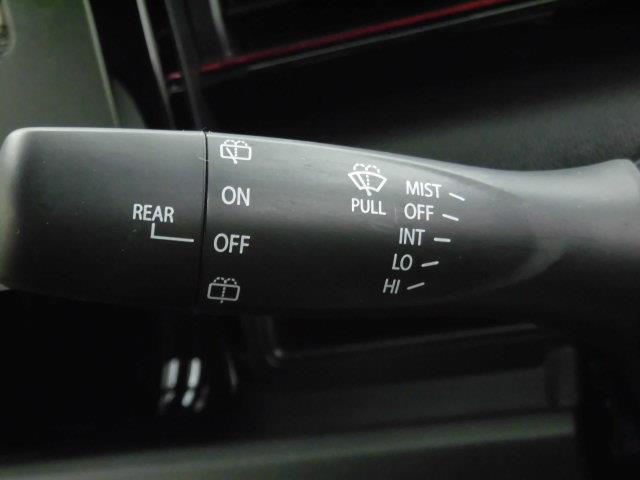 REAR
ON
OFF
PULL
MIST
OFF
INT
LO
HI